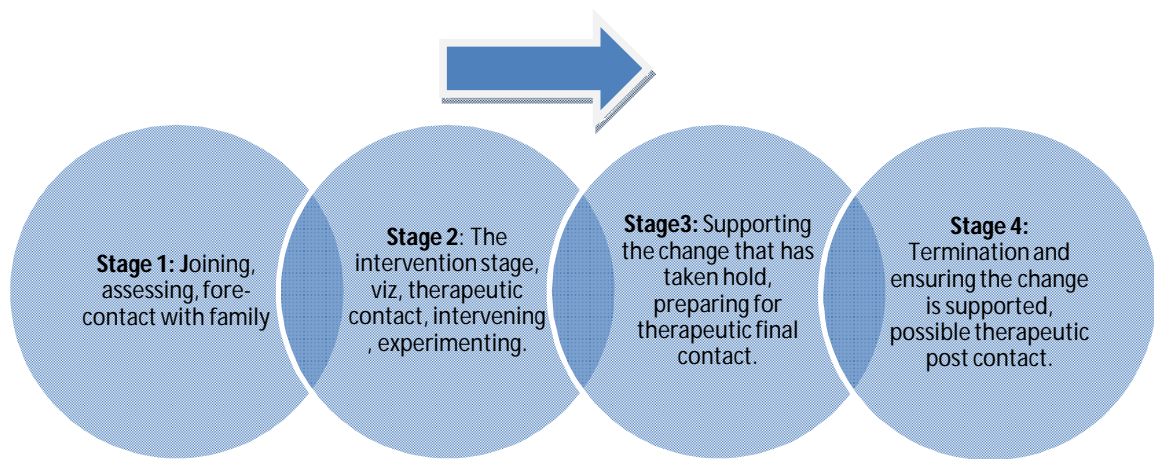 Stage 1: Joining,
assessing, fore-
contact with family
Stage 2: The
intervention stage,
viz, therapeutic
contact, intervening
, experimenting.
Stage3: Supporting
the change that has
taken hold,
preparing for
therapeutic final
contact.
Stage 4:
Termination and
ensuring the change
is supported,
possible therapeutic
post contact.